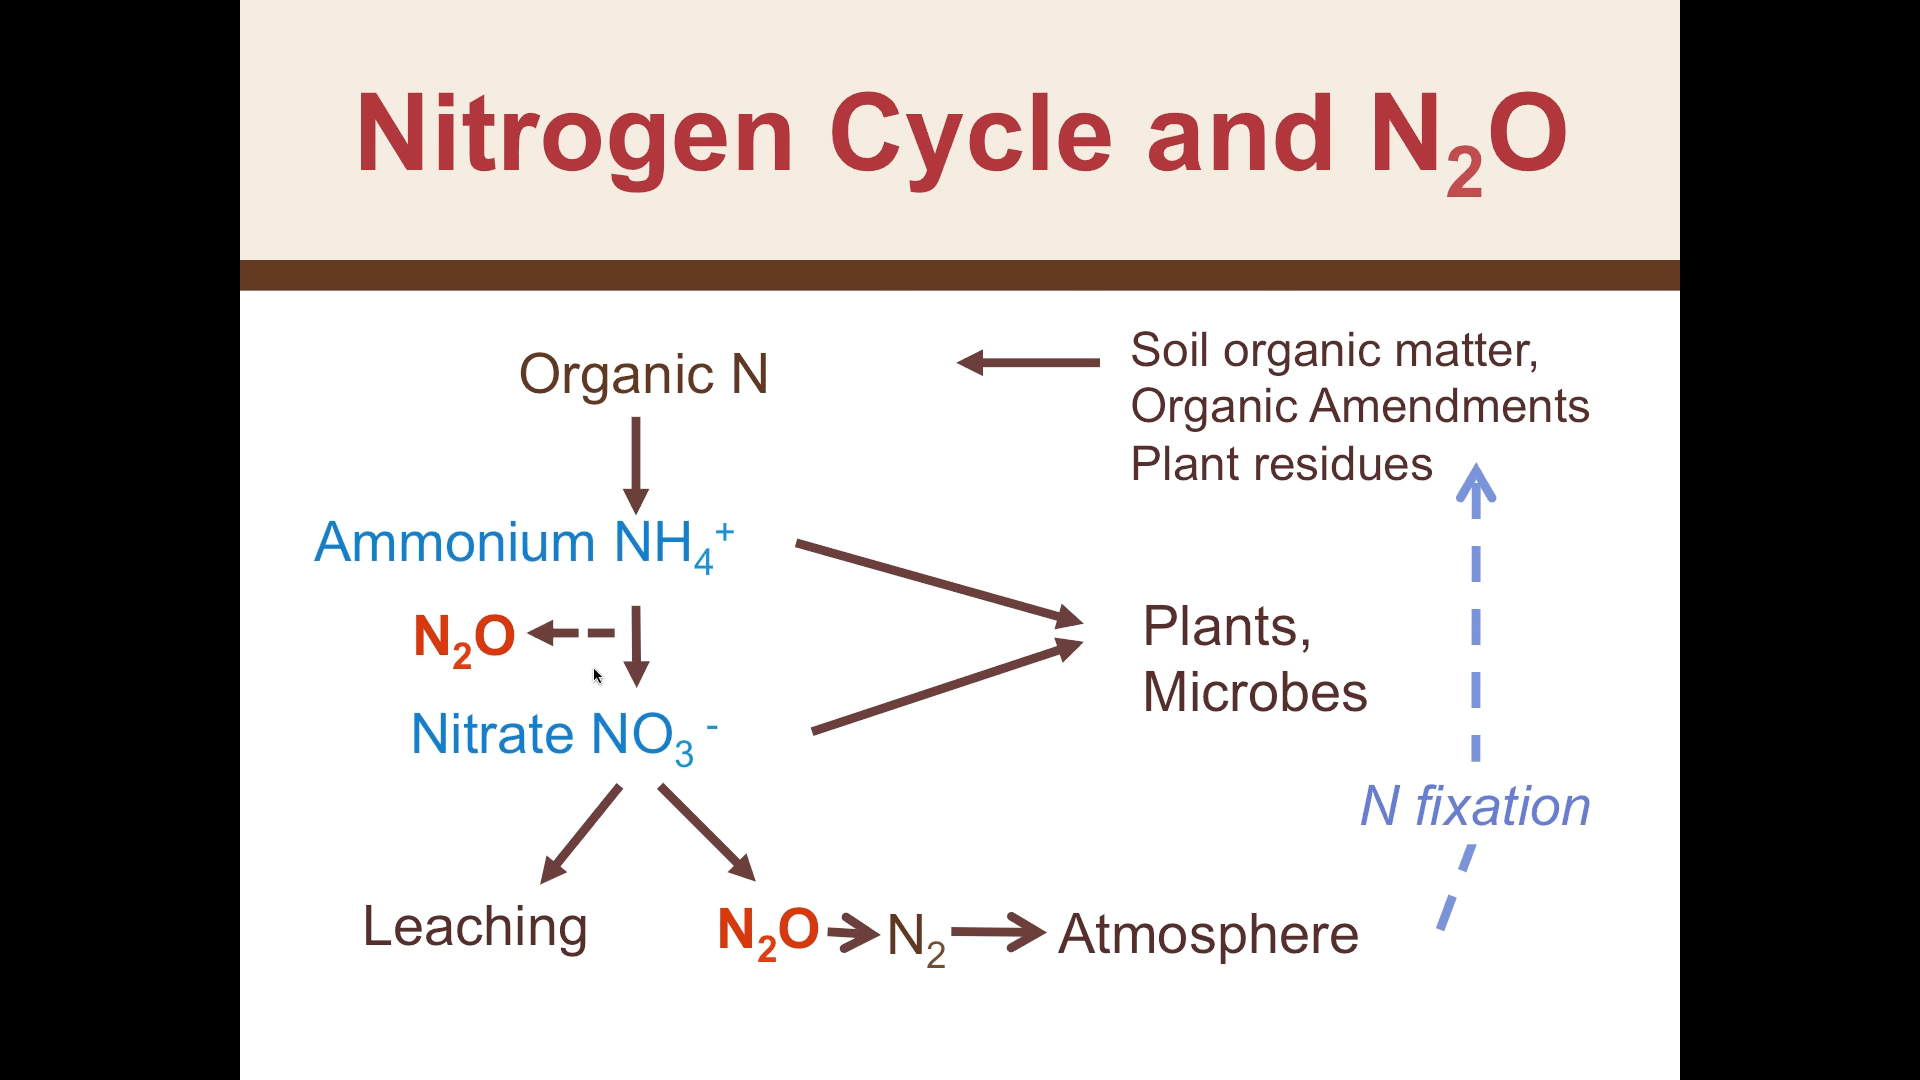 Nitrogen Cycle and N₂O
Organic N
Soil organic matter,
Organic Amendments
Plant residues
Ammonium NH₄⁺
N₂O
Plants,
Microbes
Nitrate NO₃⁻
N fixation
Leaching
N₂O
N₂
Atmosphere